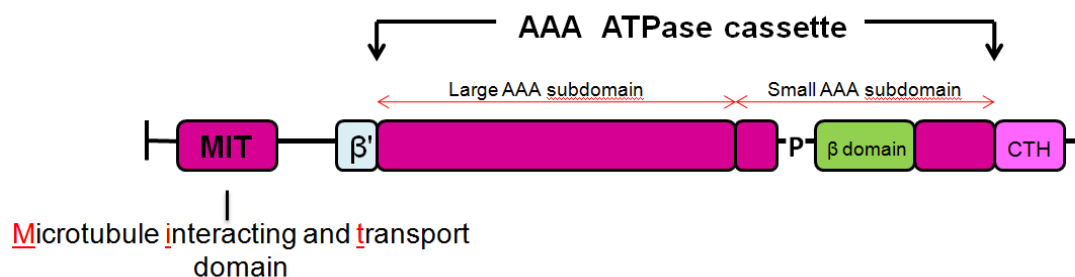 AAA ATPase cassette
Large AAA subdomain
Small AAA subdomain
MIT
β'
P
β domain
CTH
Microtubule interacting and transport
domain